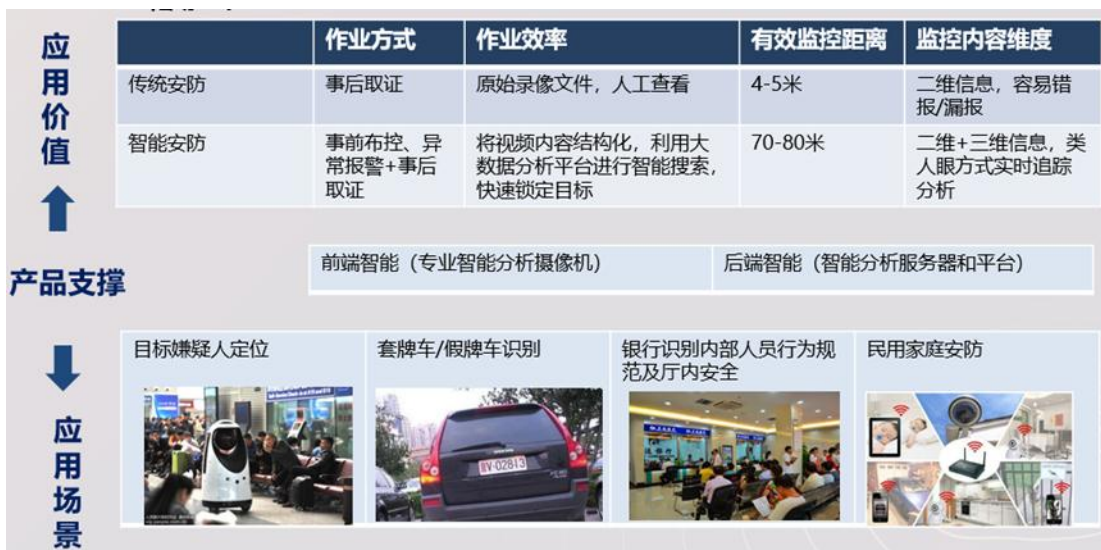 应用价值
作业方式 作业效率 有效监控距离 监控内容维度
传统安防 事后取证 原始录像文件，人工查看 4-5米 二维信息，容易错
报/漏报
智能安防 事前布控、异 将视频内容结构化，利用大 70-80米 二维+三维信息，类
常报警+事后 数据分析平台进行智能搜索， 人眼方式实时追踪
取证 快速锁定目标 分析
产品支撑
前端智能（专业智能分析摄像机） 后端智能（智能分析服务器和平台）
应用场景
目标嫌疑人定位 套牌车/假牌车识别 银行识别内部人员行为规 民用家庭安防
范及厅内安全
V·02813